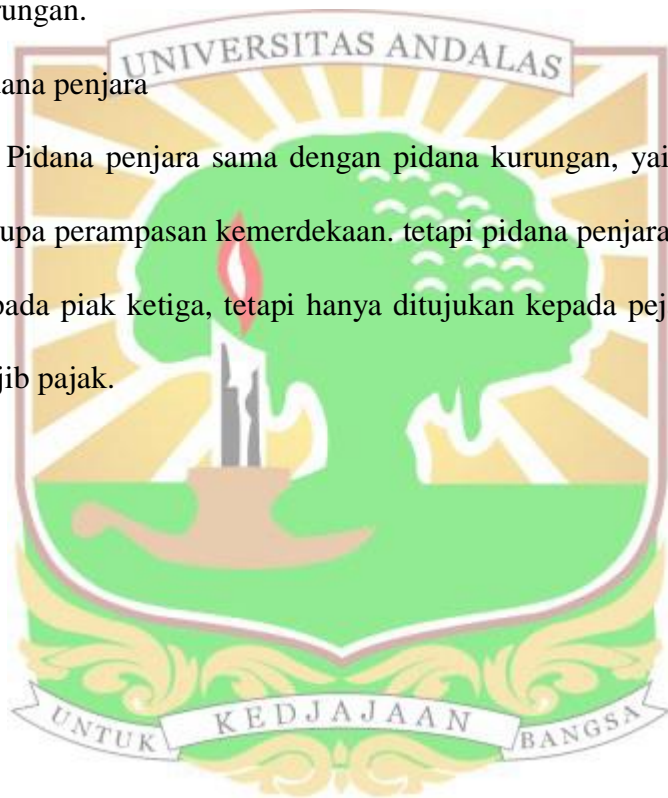 rungan.
UNIVERSITAS ANDALAS
dana penjara
Pidana penjara sama dengan pidana kurungan, yai
upa perampasan kemerdekaan. tetapi pidana penjara
pada piak ketiga, tetapi hanya ditujukan kepada pej
jib pajak.
UNTUK KEDJAJAAN BANGSA